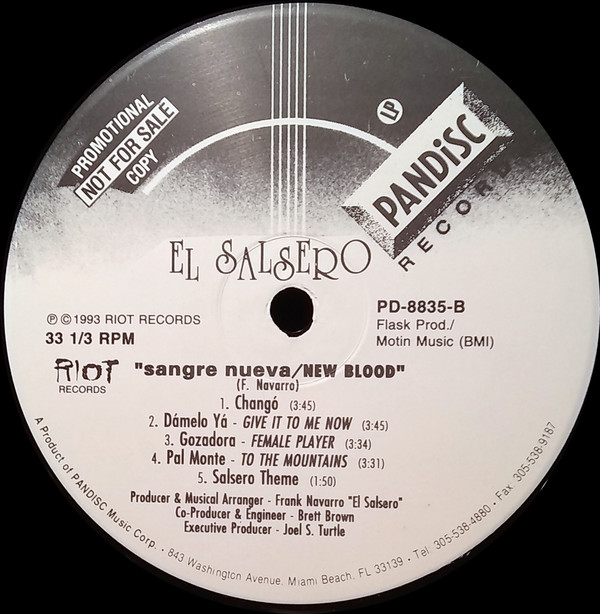 PROMOTIONAL
NOT FOR SALE
COPY
LP
PANDiSC
RECORDS
EL SALSERO
℗ © 1993 RIOT RECORDS
33 1/3 RPM
PD-8835-B
Flask Prod./
Motin Music (BMI)
RIOT
RECORDS
"sangre nueva/NEW BLOOD"
(F. Navarro)
1. Changó (3:45)
2. Dámelo Yá - GIVE IT TO ME NOW (3:45)
3. Gozadora - FEMALE PLAYER (3:34)
4. Pal Monte - TO THE MOUNTAINS (3:31)
5. Salsero Theme (1:50)
Producer & Musical Arranger - Frank Navarro "El Salsero"
Co-Producer & Engineer - Brett Brown
Executive Producer - Joel S. Turtle
A Product of PANDISC Music Corp. - 843 Washington Avenue, Miami Beach, FL 33139 - Tel: 305-538-4880 - Fax 305-538-9187